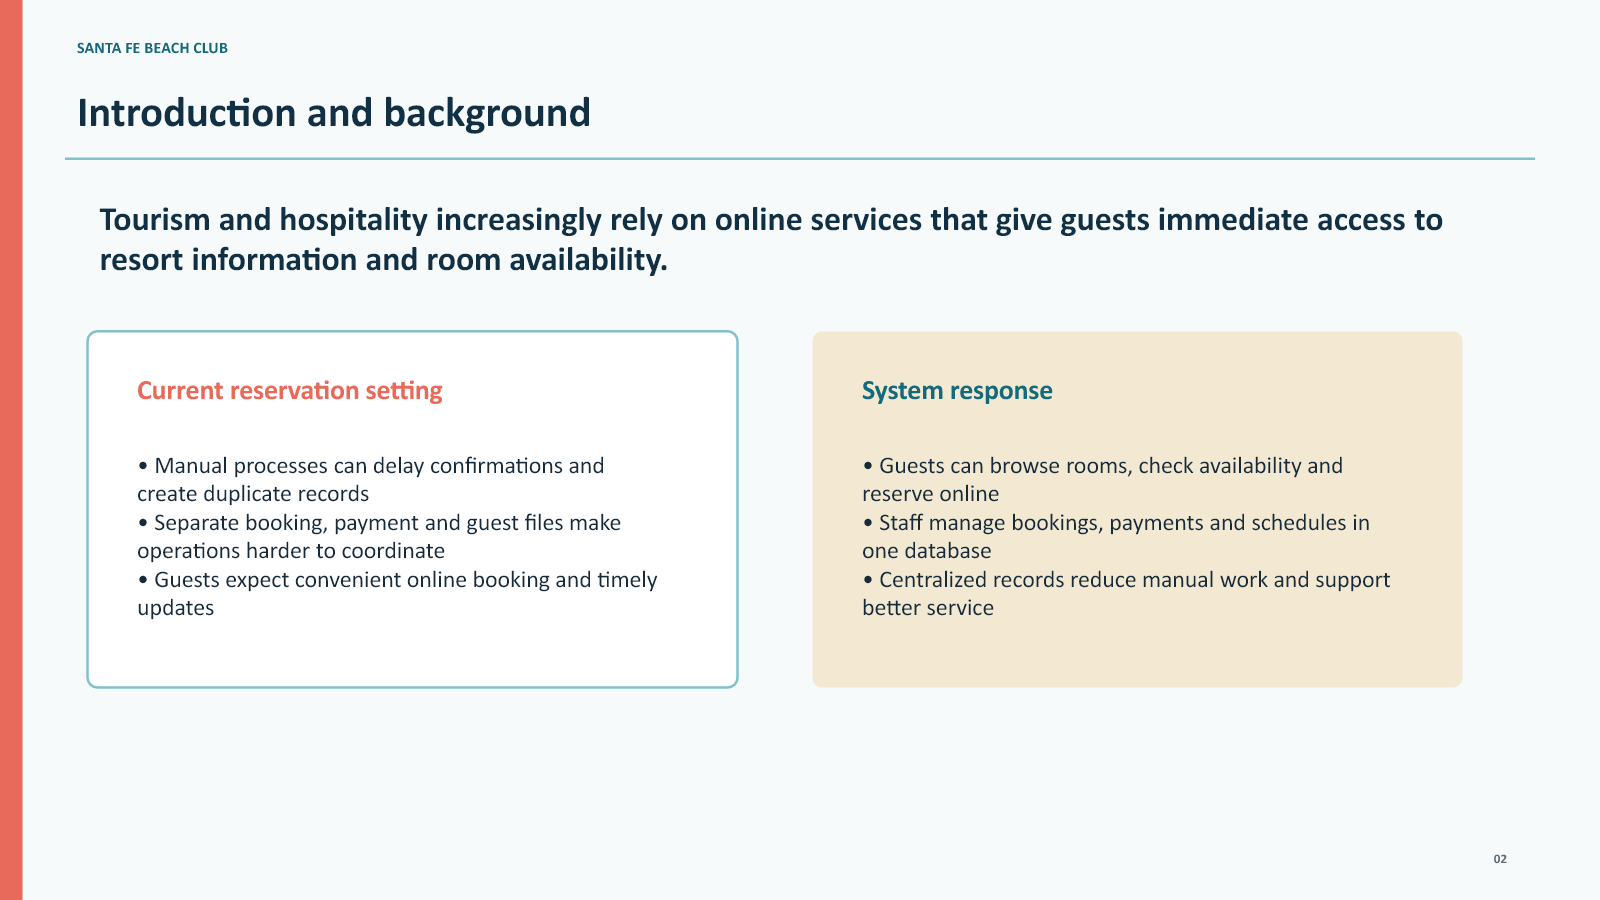 SANTA FE BEACH CLUB
Introduction and background
Tourism and hospitality increasingly rely on online services that give guests immediate access to
resort information and room availability.
Current reservation setting
• Manual processes can delay confirmations and
create duplicate records
• Separate booking, payment and guest files make
operations harder to coordinate
• Guests expect convenient online booking and timely
updates
System response
• Guests can browse rooms, check availability and
reserve online
• Staff manage bookings, payments and schedules in
one database
• Centralized records reduce manual work and support
better service
02